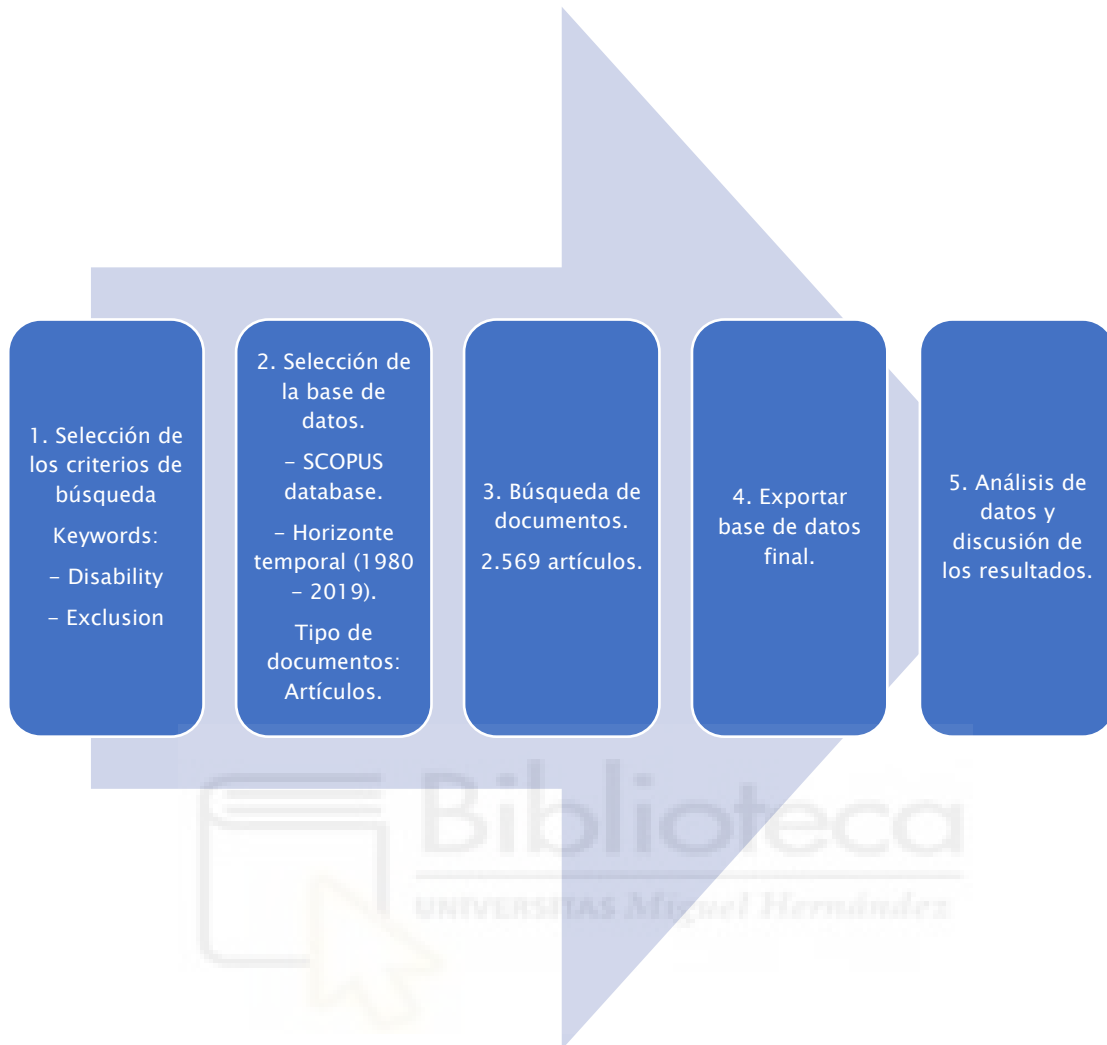 1. Selección de
los criterios de
búsqueda
Keywords:
– Disability
– Exclusion
2. Selección de
la base de
datos.
– SCOPUS
database.
– Horizonte
temporal (1980
– 2019).
Tipo de
documentos:
Artículos.
3. Búsqueda de
documentos.
2.569 artículos.
4. Exportar
base de datos
final.
5. Análisis de
datos y
discusión de
los resultados.
Biblioteca
UNIVERSITAS Miguel Hernández